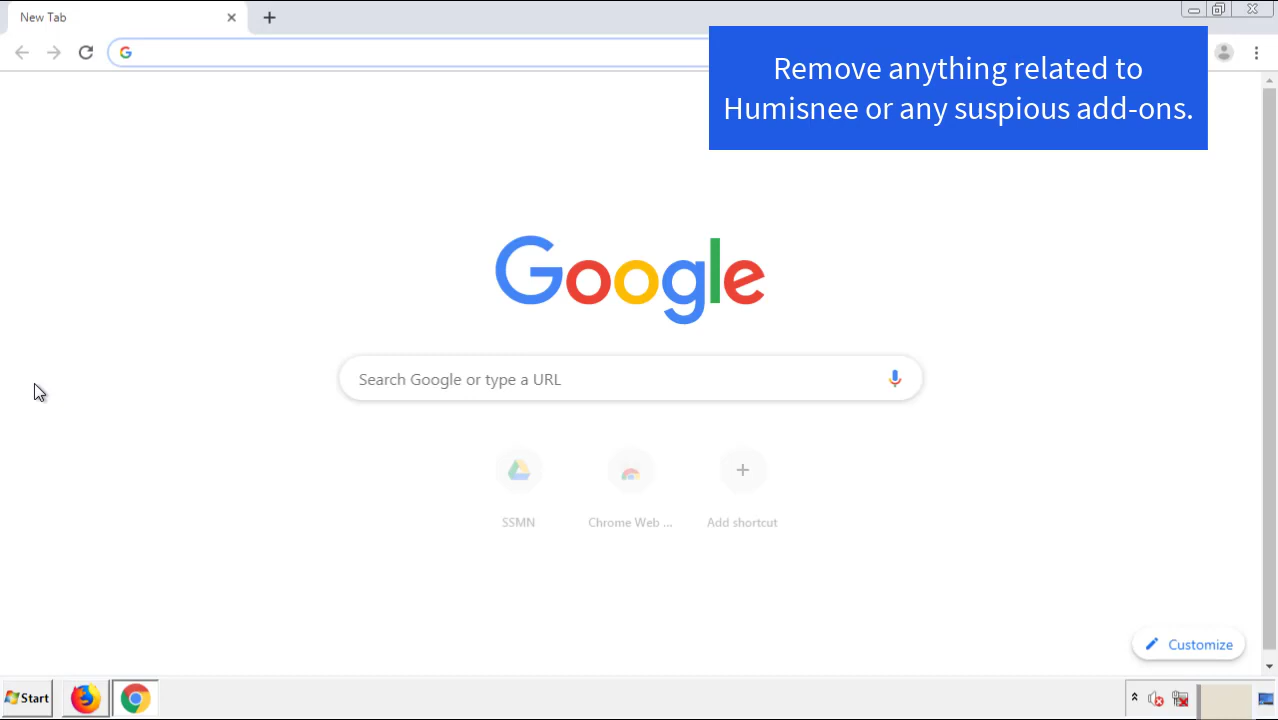 New Tab
Remove anything related to
Humisnee or any suspious add-ons.
Google
Search Google or type a URL
SSMN
Chrome Web ...
Add shortcut
Customize
Start